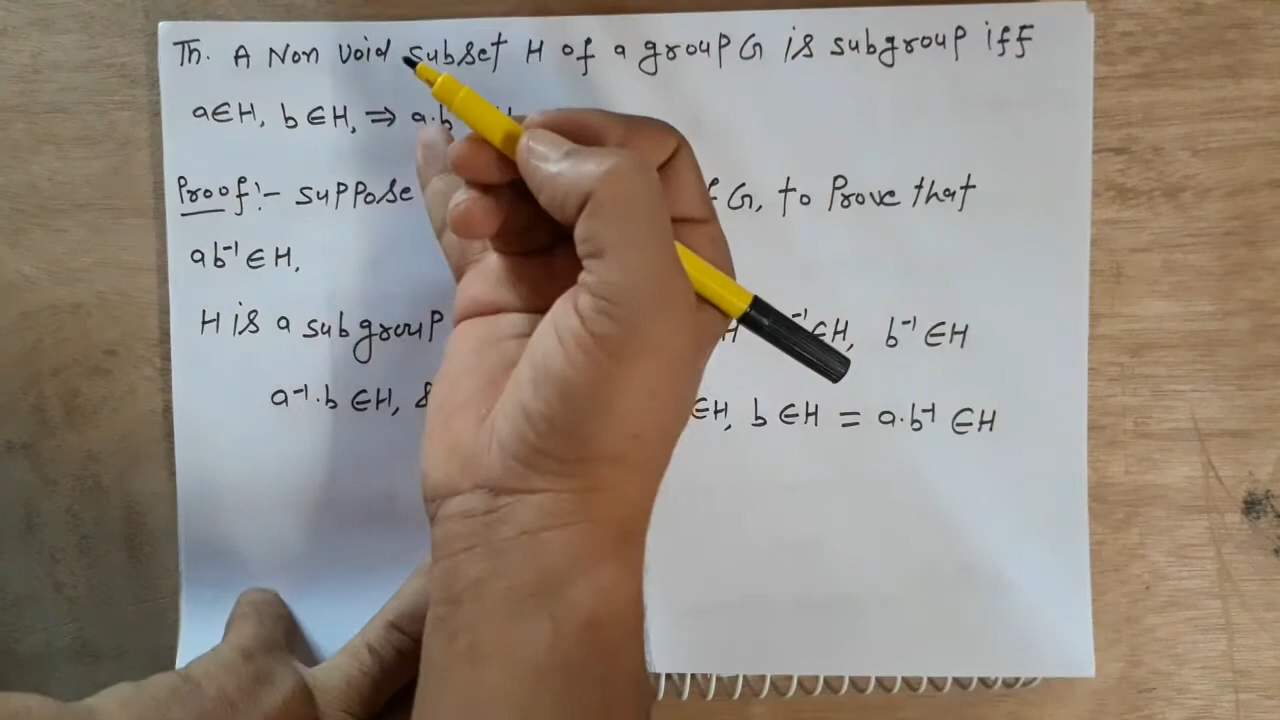 Th. A Non Void subset H of a group G is subgroup iff
a∈H, b∈H, ⇒ a.b
Proof:- suppose G, to Prove that
ab⁻¹∈H.
H is a subgroup H ⁻¹∈H, b⁻¹∈H
a⁻¹.b ∈H, & ∈H, b∈H = a.b⁻¹ ∈H